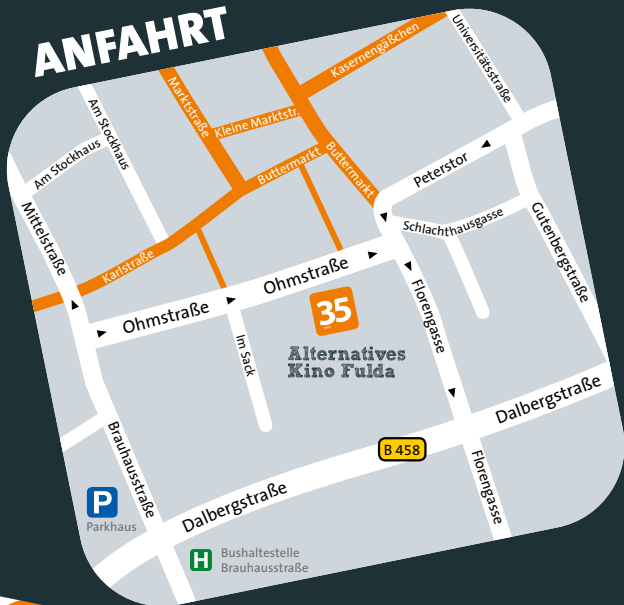 ANFAHRT
Universitätsstraße
Kasernengäßchen
Marktstraße
Kleine Marktstr.
Am Stockhaus
Am Stockhaus
Buttermarkt
Buttermarkt
Peterstor
Mittelstraße
Schlachthausgasse
Gutenbergstraße
Karlstraße
Ohmstraße
Ohmstraße
35
Florengasse
Im Sack
Alternatives
Kino Fulda
Dalbergstraße
B 458
Brauhausstraße
Florengasse
Dalbergstraße
P
Parkhaus
H
Bushaltestelle
Brauhausstraße